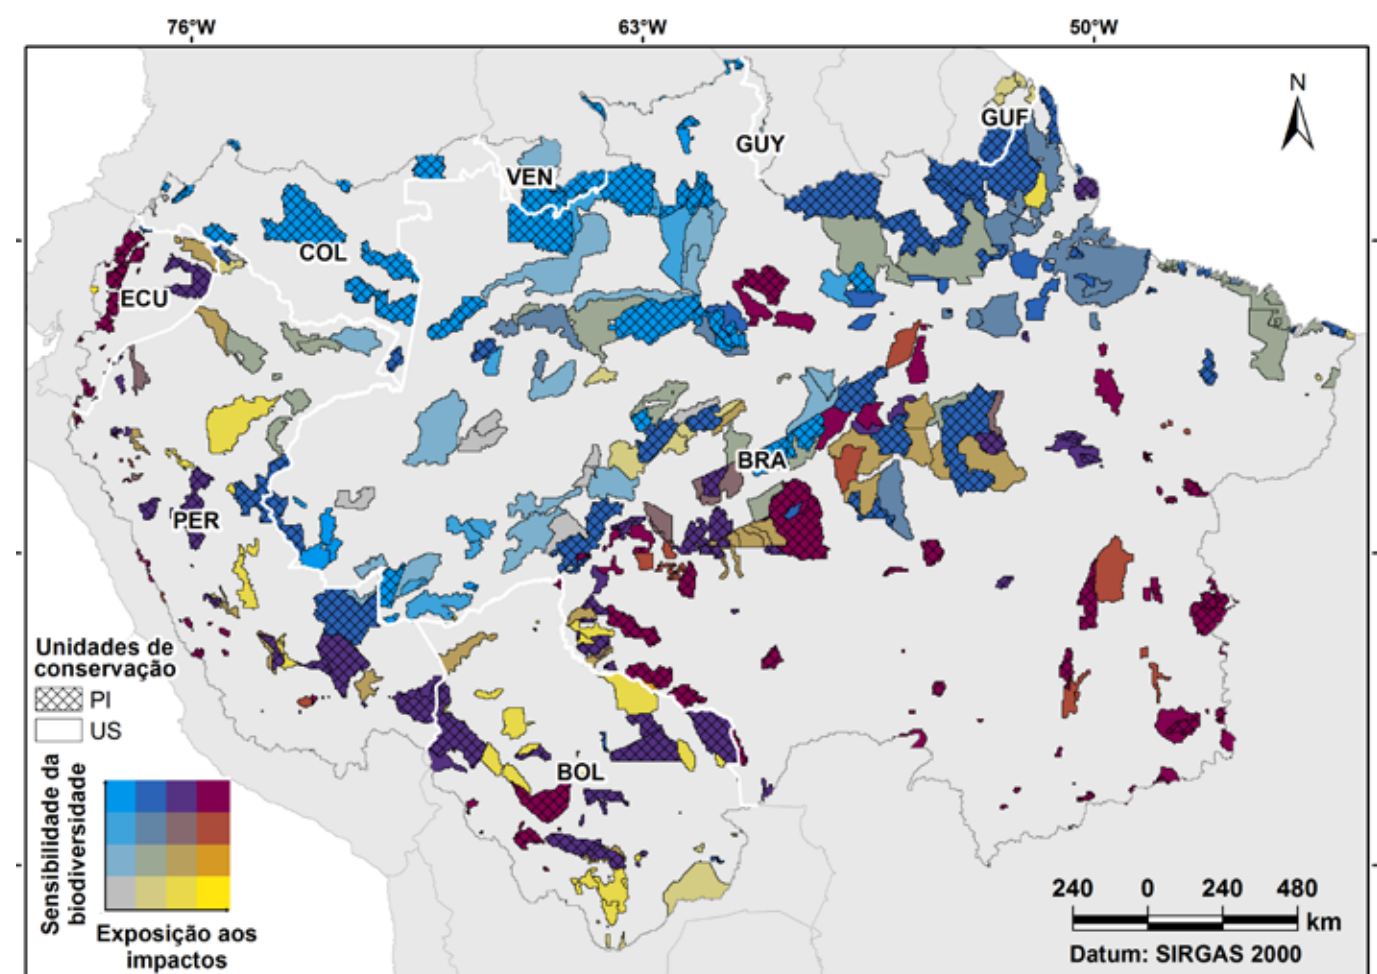 76°W
63°W
50°W
N
GUF
GUY
VEN
COL
ECU
BRA
PER
BOL
Unidades de
conservação
PI
US
Sensibilidade da
biodiversidade
Exposição aos
impactos
240 0 240 480
km
Datum: SIRGAS 2000